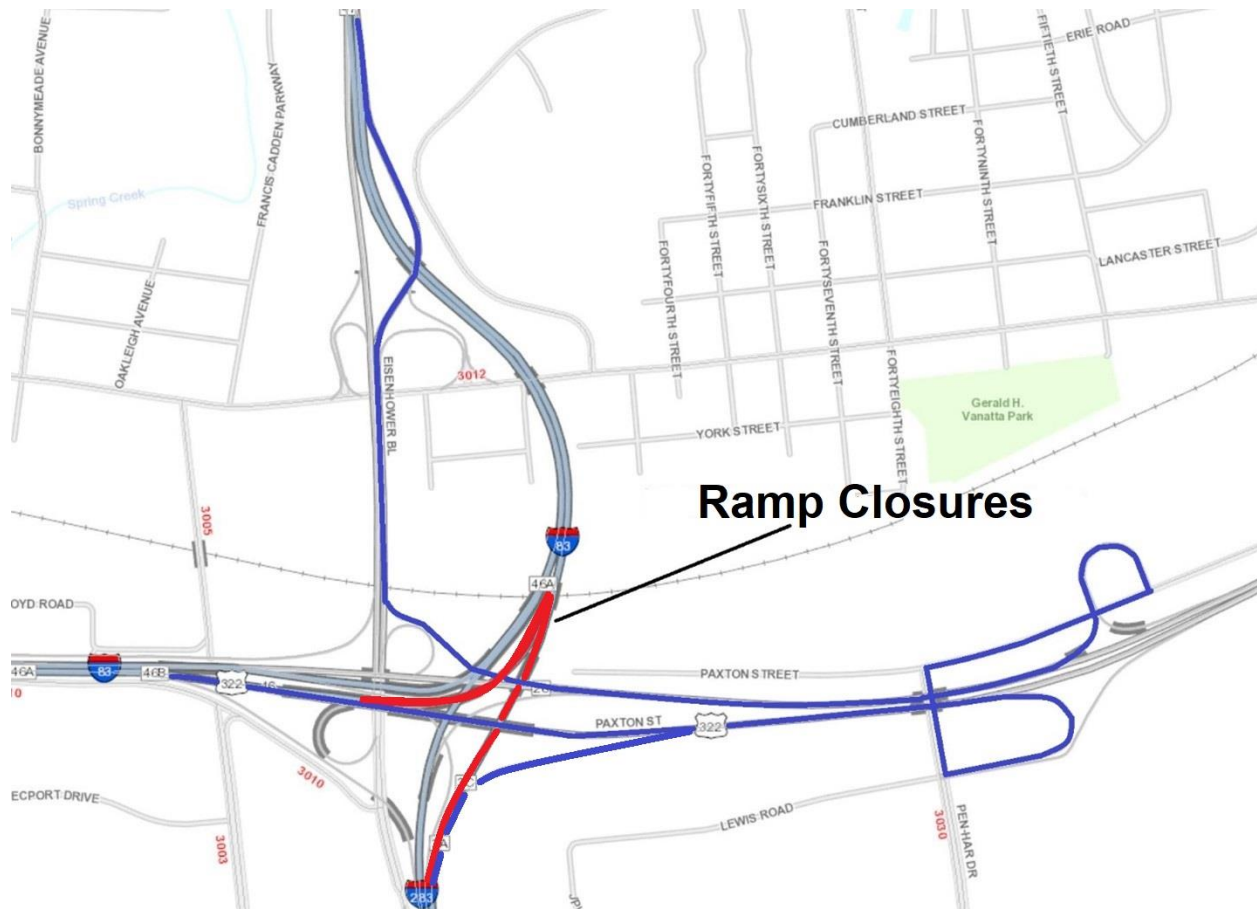 BONNYMEADE AVENUE
Spring Creek
FRANCIS CADDEN PARKWAY
OAKLEIGH AVENUE
EISENHOWER BL
3012
ERIE ROAD
FIFTIETH STREET
CUMBERLAND STREET
FORTYNINTH STREET
FORTYSIXTH STREET
FORTYFIFTH STREET
FRANKLIN STREET
FORTYFOURTH STREET
FORTYSEVENTH STREET
LANCASTER STREET
FORTYEIGHTH STREET
Gerald H.
Vanatta Park
YORK STREET
Ramp Closures
3005
83
46A
OYD ROAD
46A
83
46B
322
PAXTON STREET
PAXTON ST
322
3010
ECPORT DRIVE
3003
LEWIS ROAD
3030
PEN-HAR DR
283